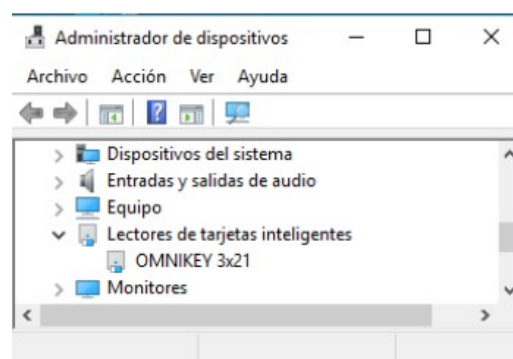 Administrador de dispositivos
Archivo Acción Ver Ayuda
Dispositivos del sistema
Entradas y salidas de audio
Equipo
Lectores de tarjetas inteligentes
OMNIKEY 3x21
Monitores